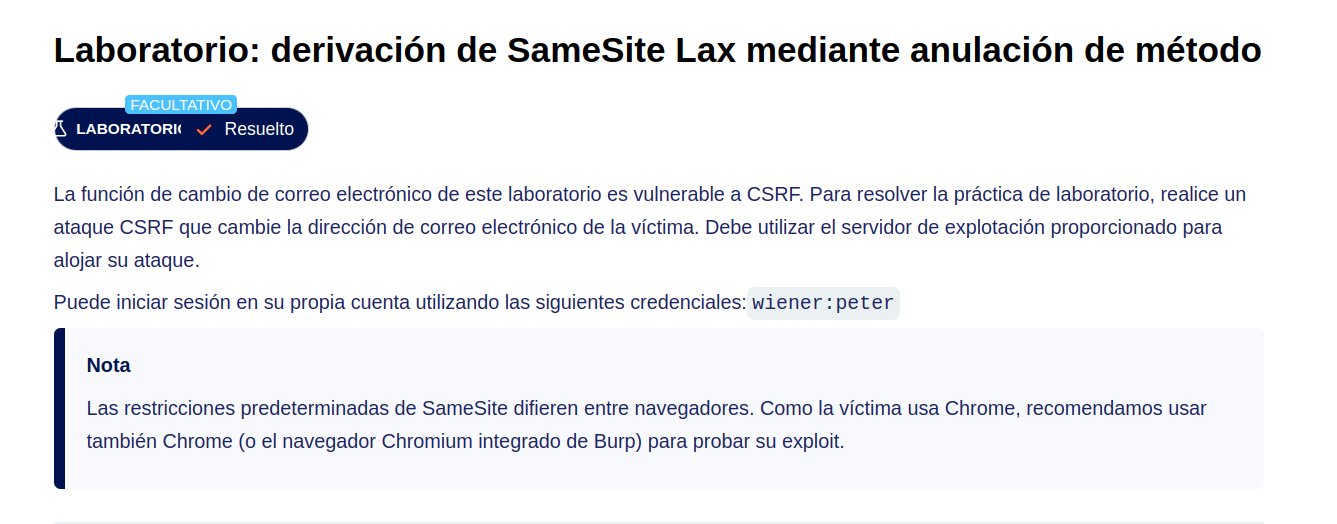 Laboratorio: derivación de SameSite Lax mediante anulación de método
FACULTATIVO
LABORATORIO Resuelto
La función de cambio de correo electrónico de este laboratorio es vulnerable a CSRF. Para resolver la práctica de laboratorio, realice un
ataque CSRF que cambie la dirección de correo electrónico de la víctima. Debe utilizar el servidor de explotación proporcionado para
alojar su ataque.
Puede iniciar sesión en su propia cuenta utilizando las siguientes credenciales: wiener:peter
Nota
Las restricciones predeterminadas de SameSite difieren entre navegadores. Como la víctima usa Chrome, recomendamos usar
también Chrome (o el navegador Chromium integrado de Burp) para probar su exploit.